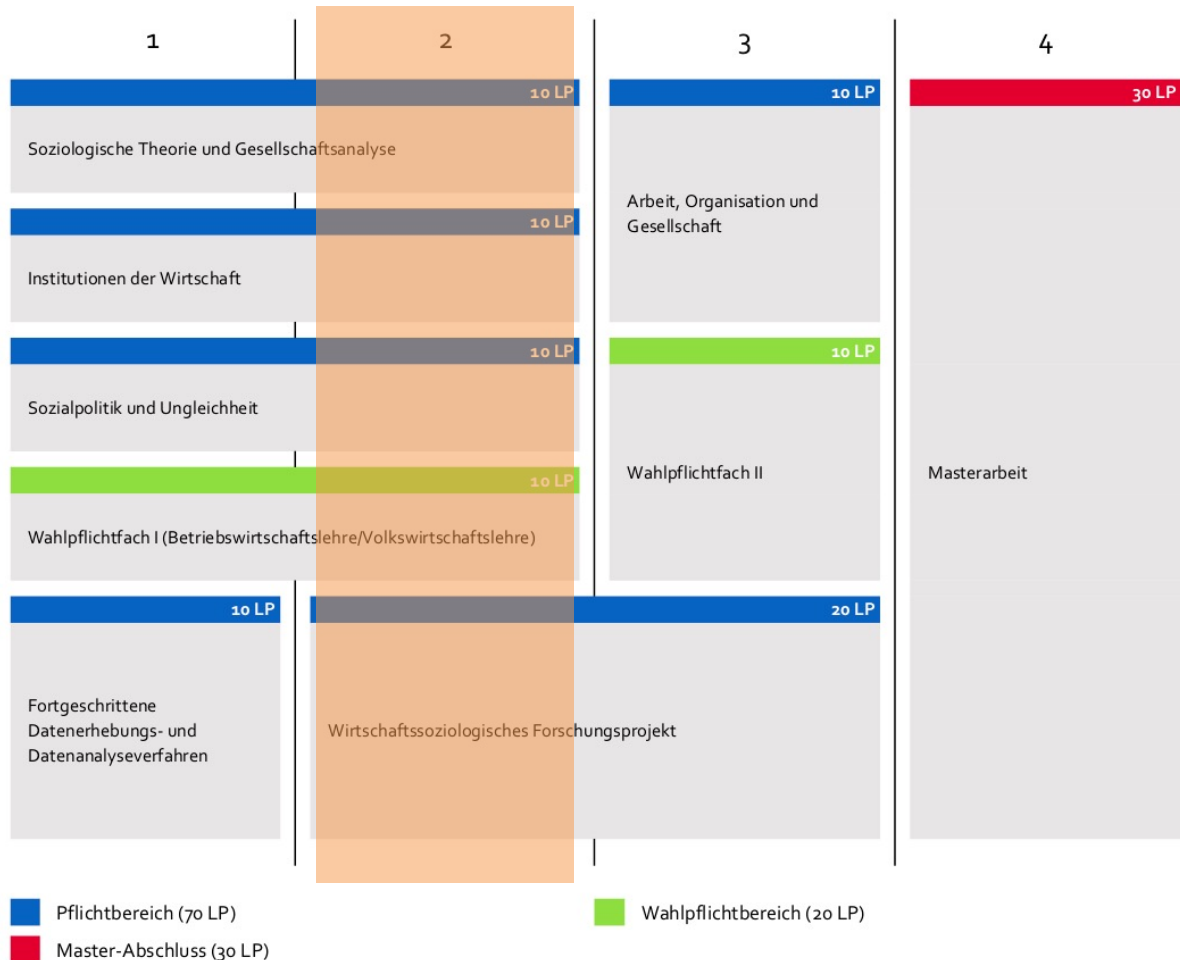 1
2
3
4
10 LP
Soziologische Theorie und Gesellschaftsanalyse
10 LP
Institutionen der Wirtschaft
10 LP
Sozialpolitik und Ungleichheit
10 LP
Wahlpflichtfach I (Betriebswirtschaftslehre/Volkswirtschaftslehre)
10 LP
Fortgeschrittene
Datenerhebungs- und
Datenanalyseverfahren
20 LP
Wirtschaftssoziologisches Forschungsprojekt
10 LP
Arbeit, Organisation und
Gesellschaft
10 LP
Wahlpflichtfach II
30 LP
Masterarbeit
Pflichtbereich (70 LP)
Wahlpflichtbereich (20 LP)
Master-Abschluss (30 LP)